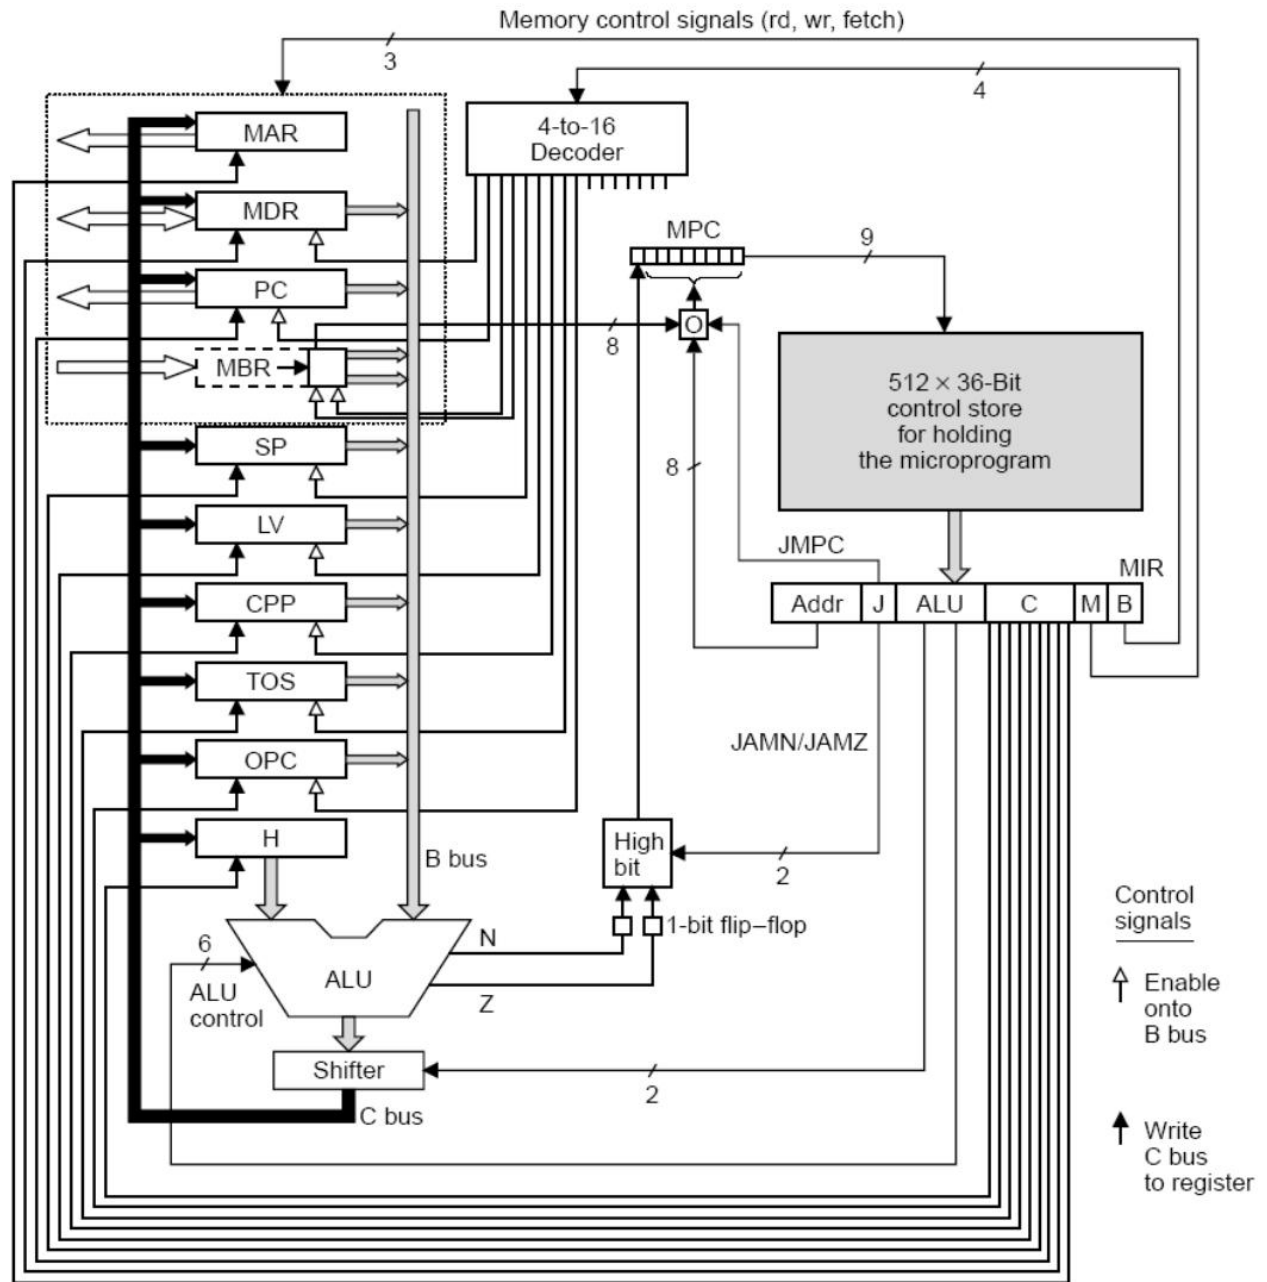 Memory control signals (rd, wr, fetch)
3
4
MAR
4-to-16
Decoder
MDR
MPC
9
PC
O
8
MBR
512 × 36-Bit
control store
for holding
the microprogram
SP
8
LV
JMPC
MIR
CPP
Addr
J
ALU
C
M
B
TOS
JAMN/JAMZ
OPC
H
B bus
High
bit
2
Control
signals
1-bit flip–flop
N
6
ALU
Z
ALU
control
Enable
onto
B bus
Shifter
2
C bus
Write
C bus
to register